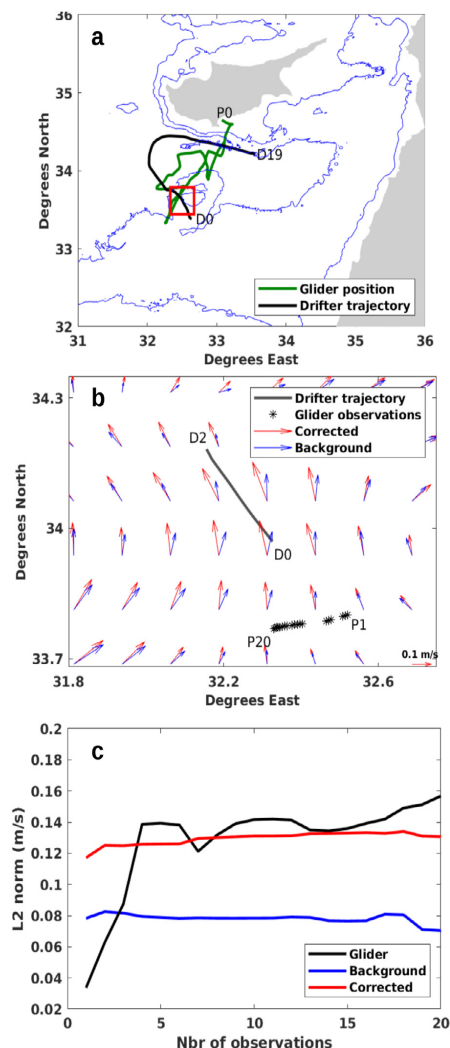 36
a
35
P0
D19
34
D0
33
Glider position
Drifter trajectory
32
31 32 33 34 35 36
Degrees East
Degrees North
b
34.3
Drifter trajectory
Glider observations
Corrected
Background
D2
34
D0
P1
P20
33.7
0.1 m/s
31.8 32.2 32.6
Degrees East
Degrees North
c
0.2
0.18
0.16
0.14
0.12
0.1
0.08
0.06
0.04
0.02
L2 norm (m/s)
Glider
Background
Corrected
0 5 10 15 20
Nbr of observations